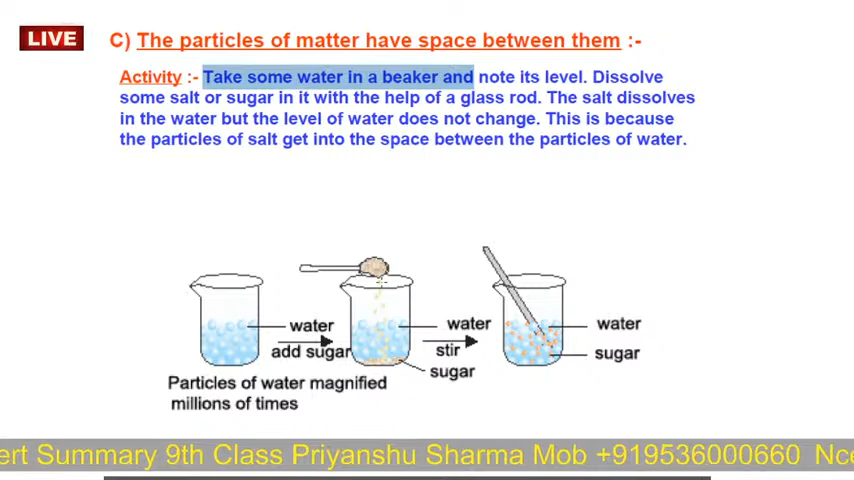 LIVE
C) The particles of matter have space between them :-
Activity :- Take some water in a beaker and note its level. Dissolve
some salt or sugar in it with the help of a glass rod. The salt dissolves
in the water but the level of water does not change. This is because
the particles of salt get into the space between the particles of water.
water
water
water
add sugar
stir
sugar
sugar
Particles of water magnified
millions of times
Summary 9th Class Priyanshu Sharma Mob +919536000660